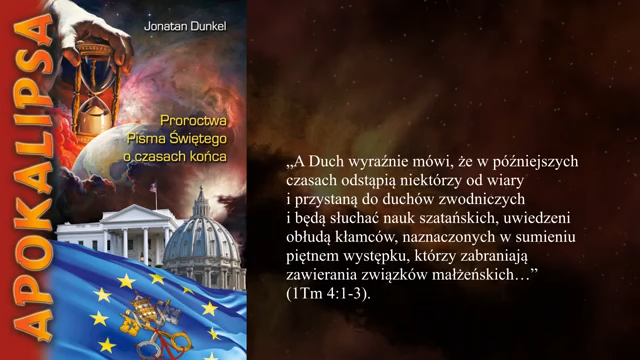 Jonatan Dunkel
APOKALIPSA
Proroctwa
Pisma Świętego
o czasach końca
„A Duch wyraźnie mówi, że w późniejszych
czasach odstąpią niektórzy od wiary
i przystaną do duchów zwodniczych
i będą słuchać nauk szatańskich, uwiedzeni
obłudą kłamców, naznaczonych w sumieniu
piętnem występku, którzy zabraniają
zawierania związków małżeńskich…”
(1Tm 4:1-3).